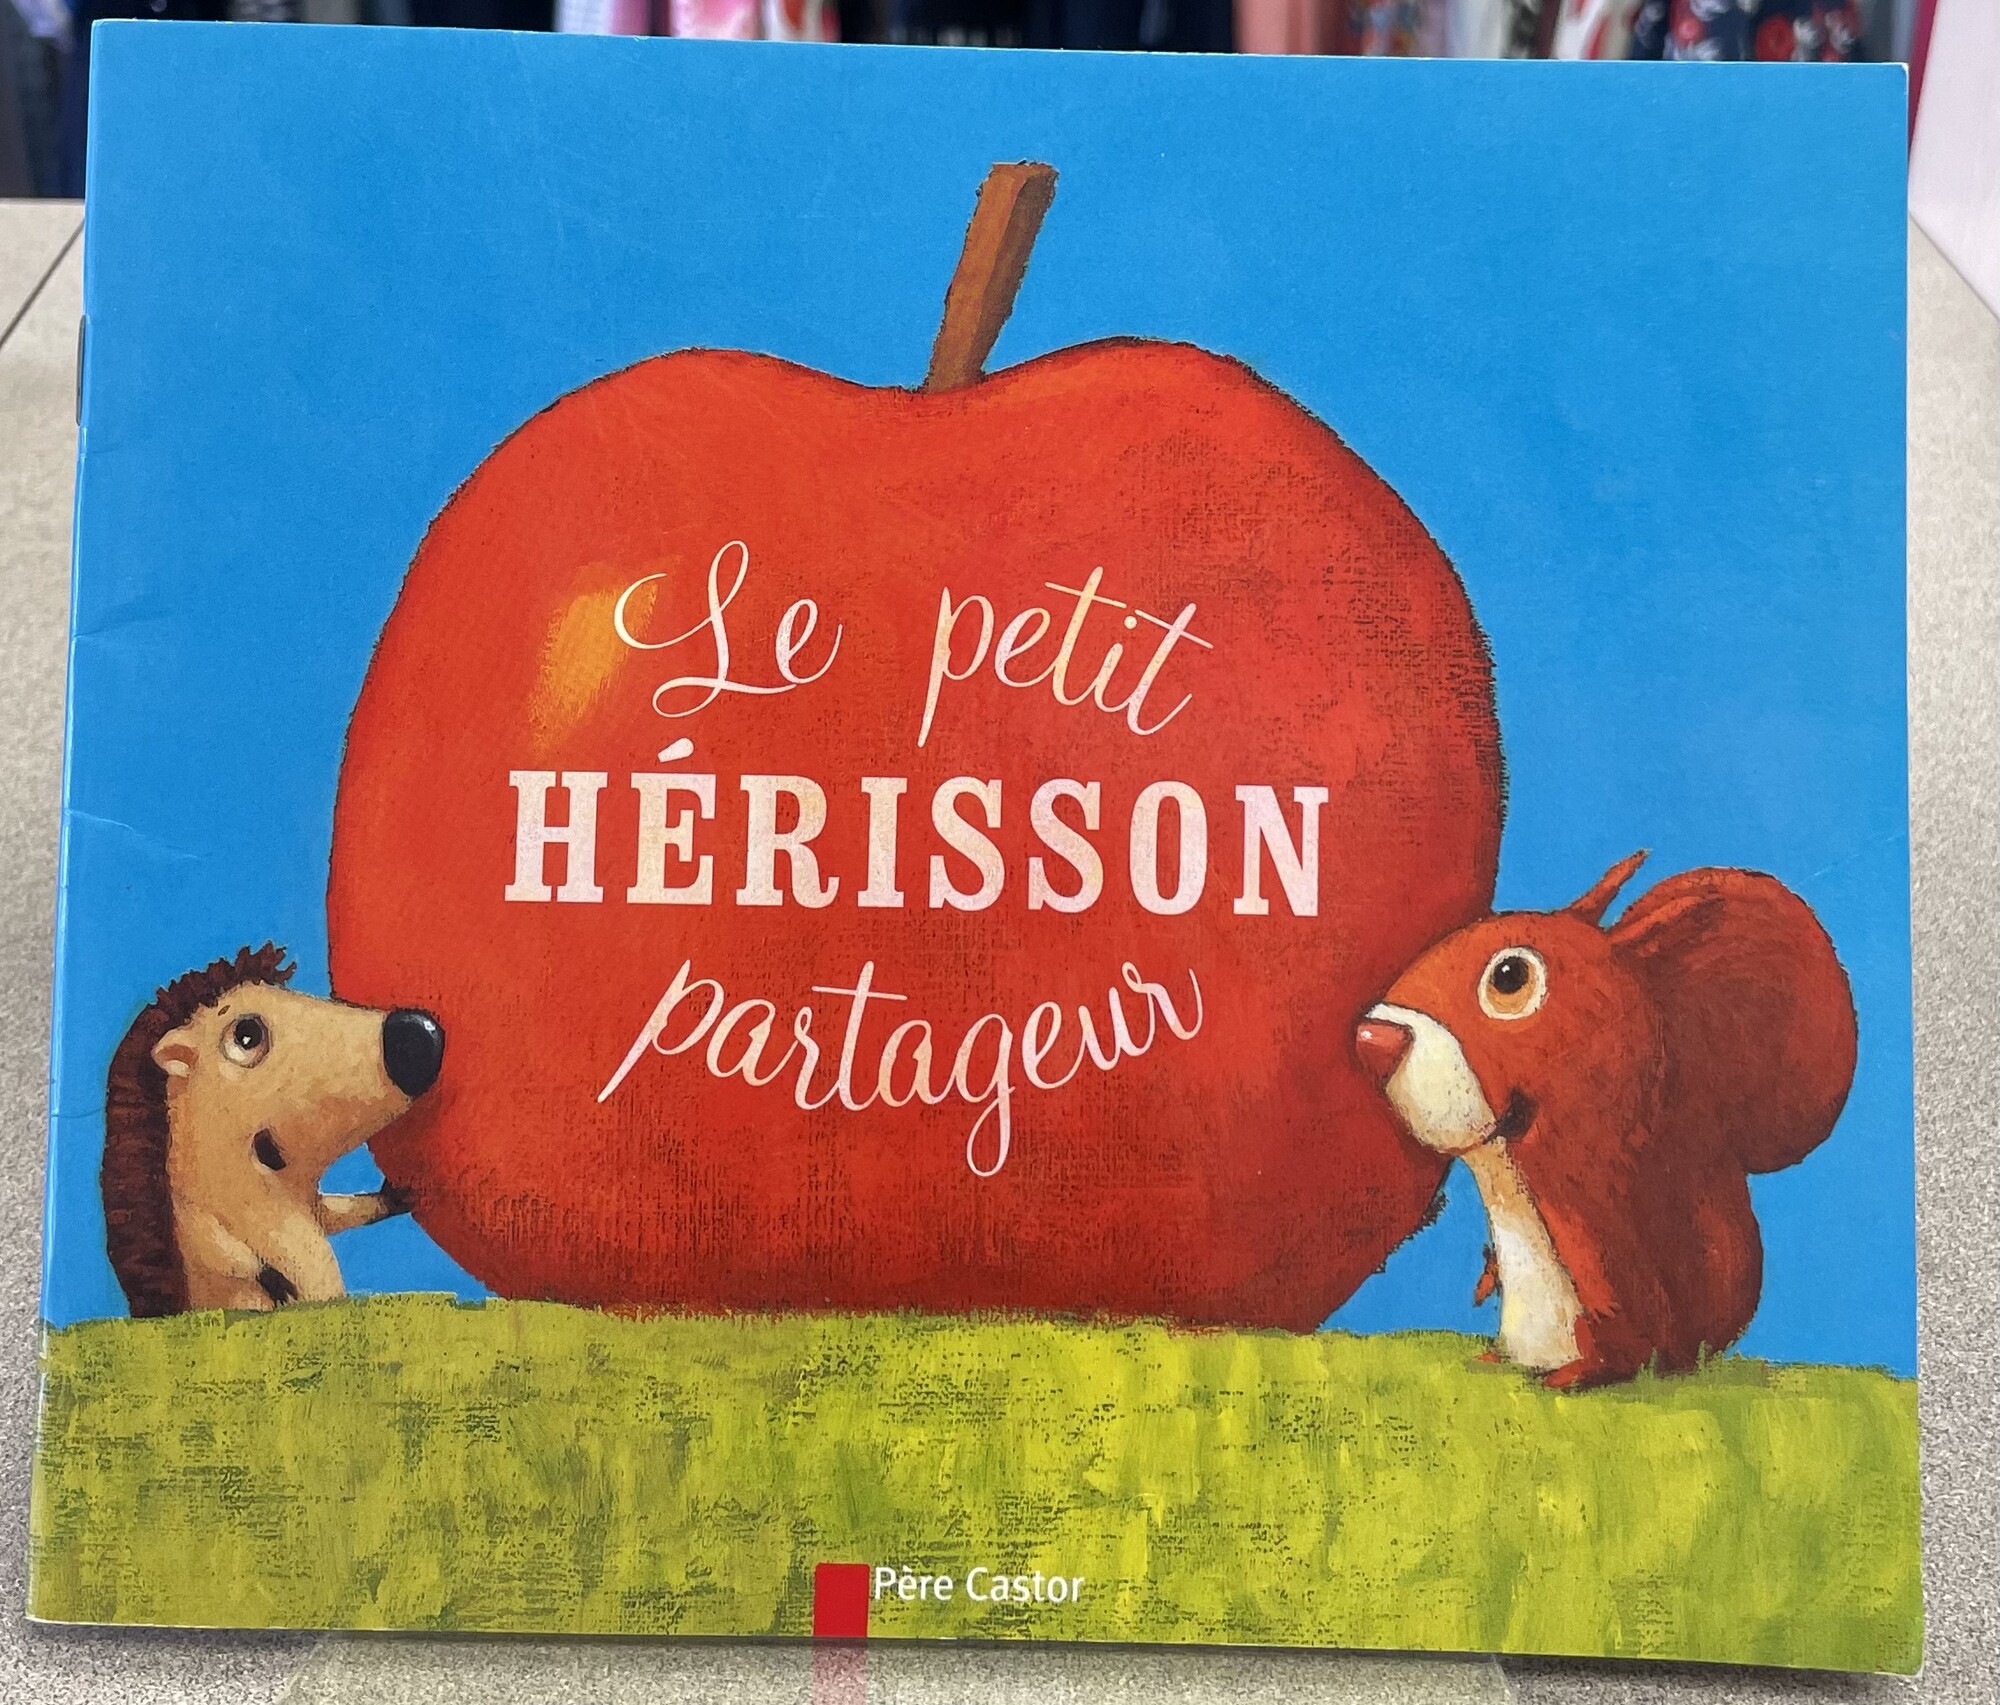 Le petit
HÉRISSON
partageur
Père Castor